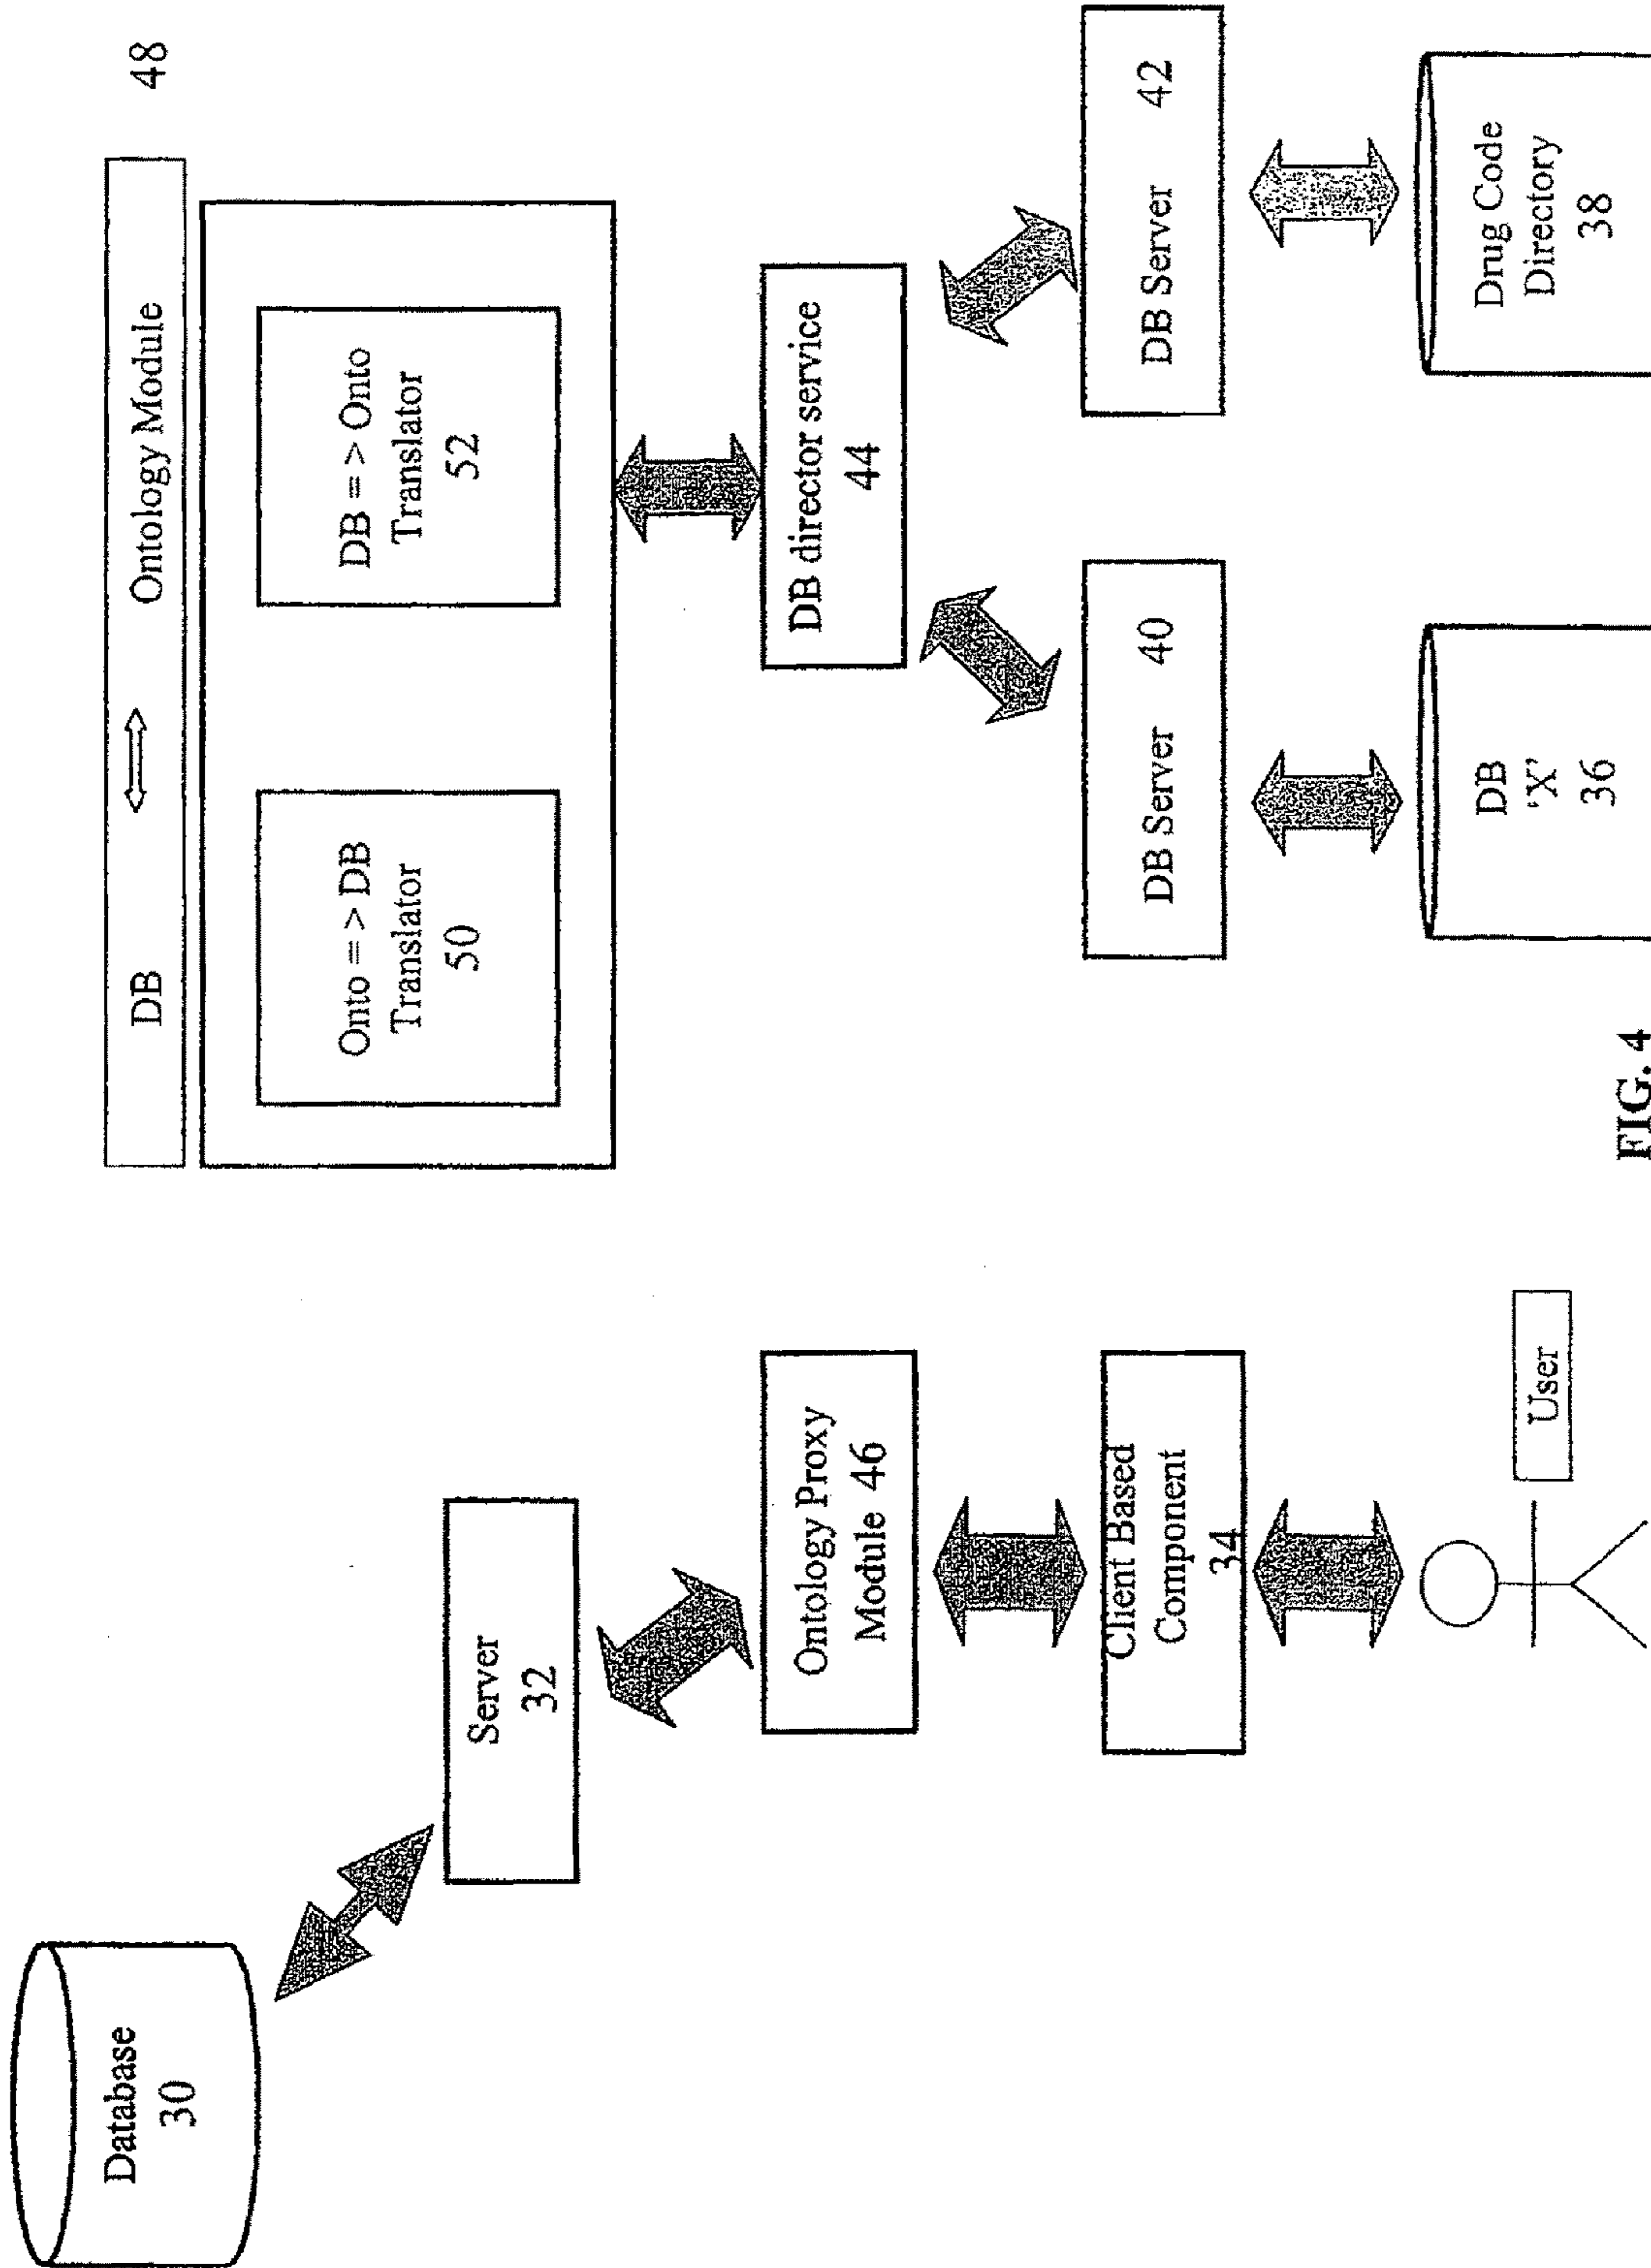 Database
30
Server
32
Ontology Proxy
Module 46
Client Based
Component
34
User
DB ⇔ Ontology Module
48
Onto = > DB
Translator
50
DB = > Onto
Translator
52
DB director service
44
DB Server 40
DB Server 42
DB
'X'
36
Drug Code
Directory
38
FIG. 4